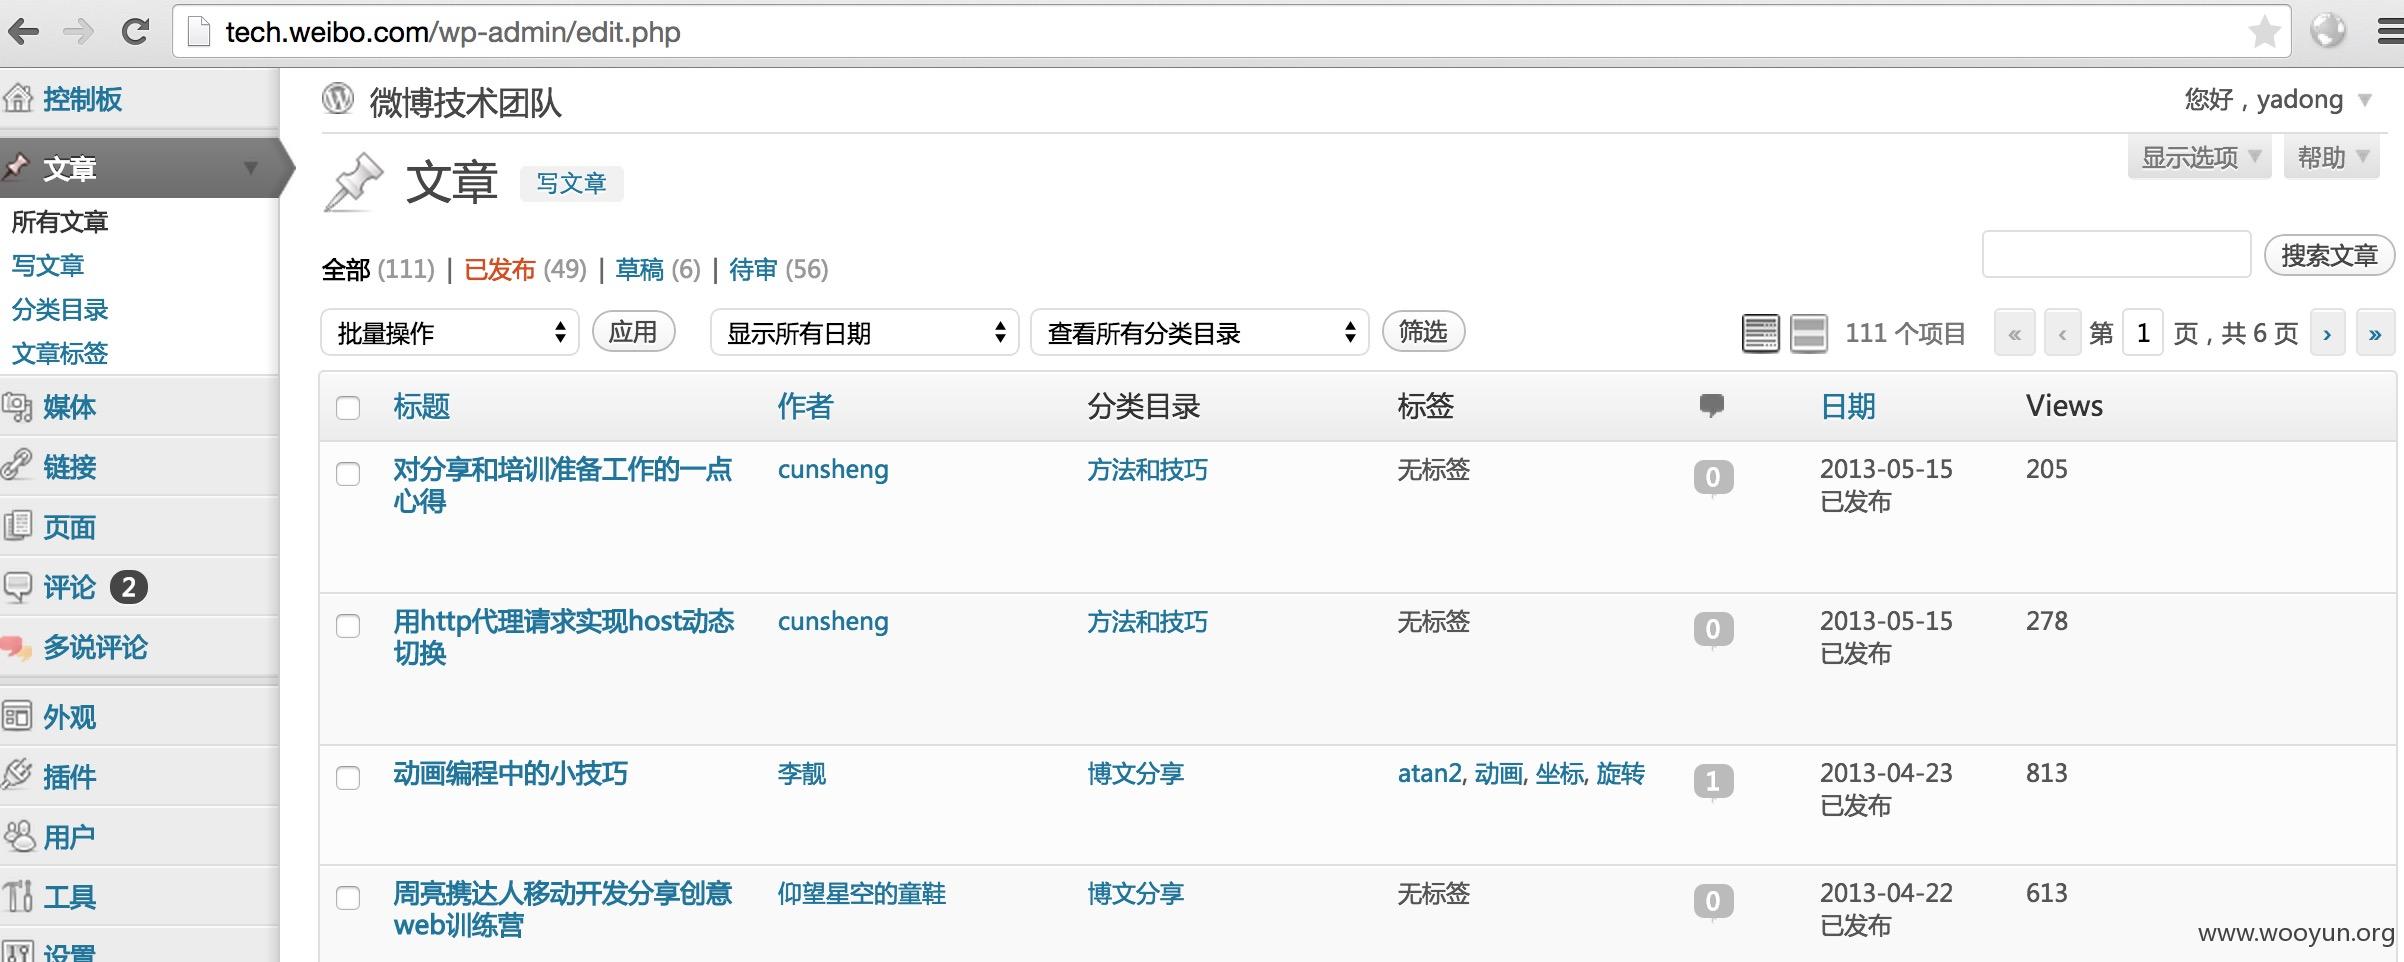 tech.weibo.com/wp-admin/edit.php
控制板
微博技术团队
您好，yadong
文章
文章 写文章
显示选项 帮助
所有文章
写文章
分类目录
文章标签
全部 (111) | 已发布 (49) | 草稿 (6) | 待审 (56)
搜索文章
批量操作 应用 显示所有日期 查看所有分类目录 筛选 111 个项目 « ‹ 第 1 页，共 6 页 › »
媒体
链接
页面
评论 2
多说评论
外观
插件
用户
工具
设置
标题 作者 分类目录 标签 日期 Views
对分享和培训准备工作的一点 cunsheng 方法和技巧 无标签 0 2013-05-15 205
心得 已发布
用http代理请求实现host动态 cunsheng 方法和技巧 无标签 0 2013-05-15 278
切换 已发布
动画编程中的小技巧 李靓 博文分享 atan2, 动画, 坐标, 旋转 1 2013-04-23 813
已发布
周亮携达人移动开发分享创意 仰望星空的童鞋 博文分享 无标签 0 2013-04-22 613
web训练营 已发布
www.wooyun.org